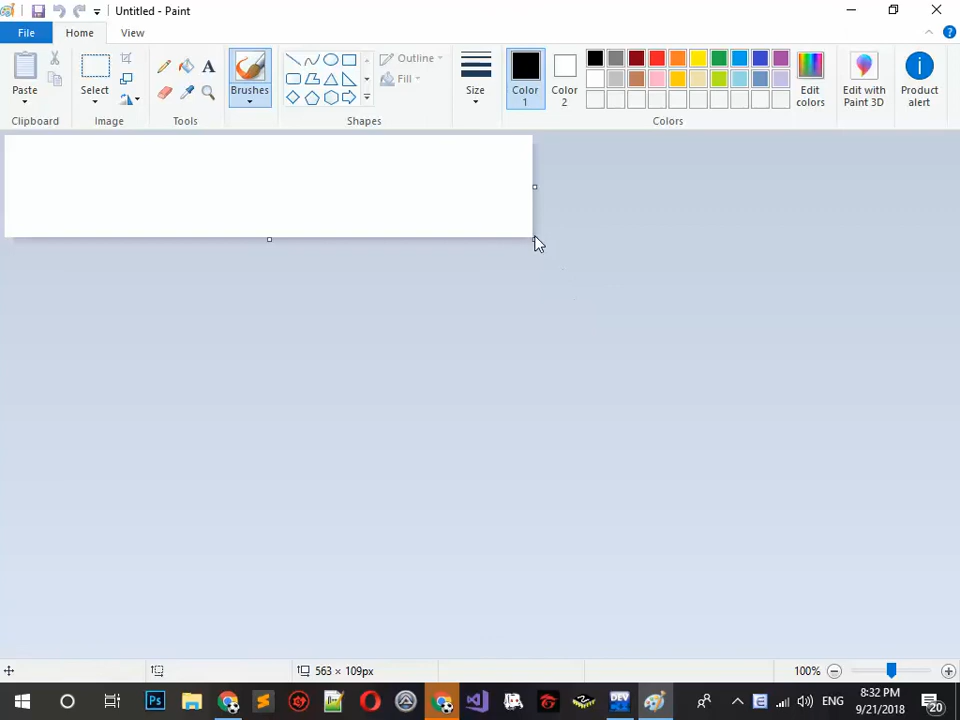 Untitled - Paint
File
Home
View
Paste
Clipboard
Select
Image
A
Tools
Brushes
Outline
Fill
Shapes
Size
Color 1
Color 2
Edit colors
Colors
Edit with Paint 3D
Product alert
563 × 109px
100%
Ps
DEV
ENG
8:32 PM
9/21/2018
20